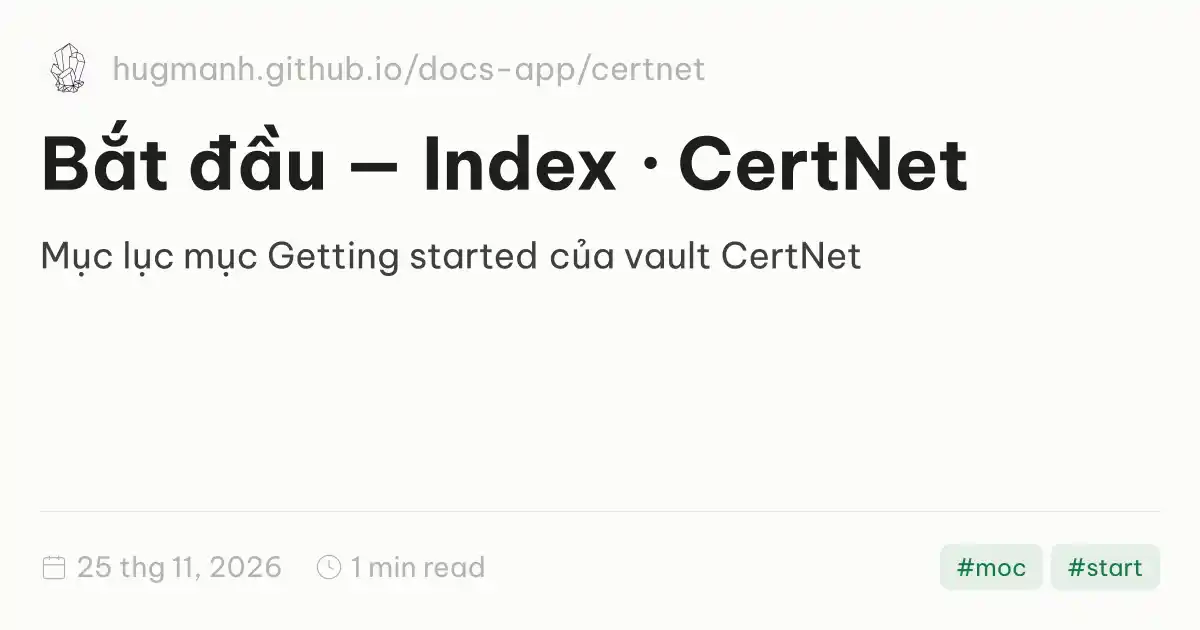 hugmanh.github.io/docs-app/certnet
Bắt đầu — Index · CertNet
Mục lục mục Getting started của vault CertNet
25 thg 11, 2026 1 min read #moc #start